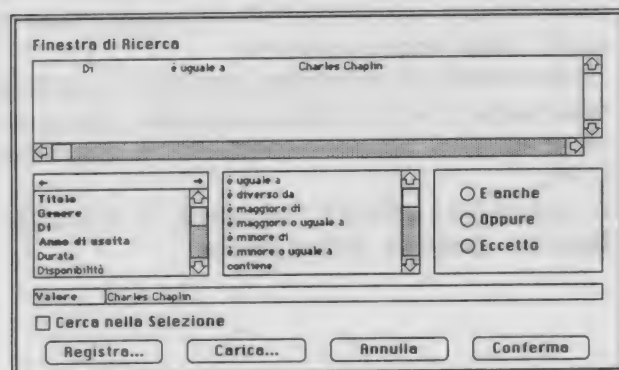 Finestra di Ricerca
Di è uguale a Charles Chaplin
Titolo
Genere
Di
Anno di uscita
Durata
Disponibilità
è uguale a
è diverso da
è maggiore di
è maggiore o uguale a
è minore di
è minore o uguale a
contiene
E anche
Oppure
Eccetto
Valore Charles Chaplin
Cerca nella Selezione
Registra... Carica... Annulla Conferma